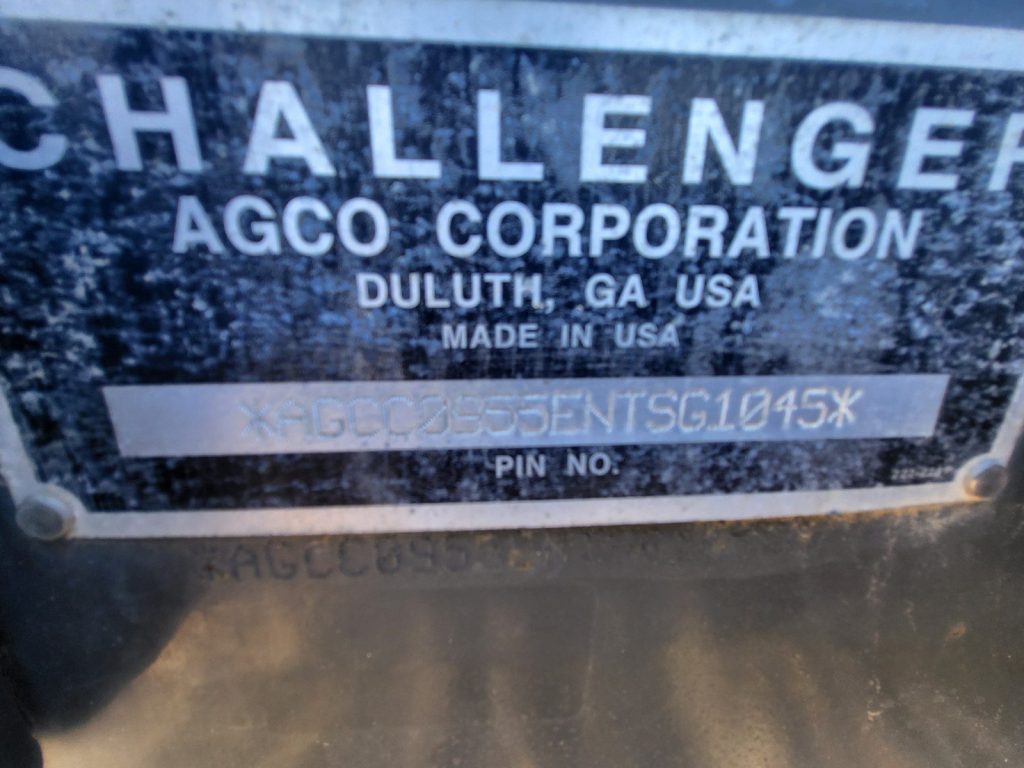 CHALLENGER
AGCO CORPORATION
DULUTH, GA USA
MADE IN USA
*AGCC0955ENTSG1045*
PIN NO.